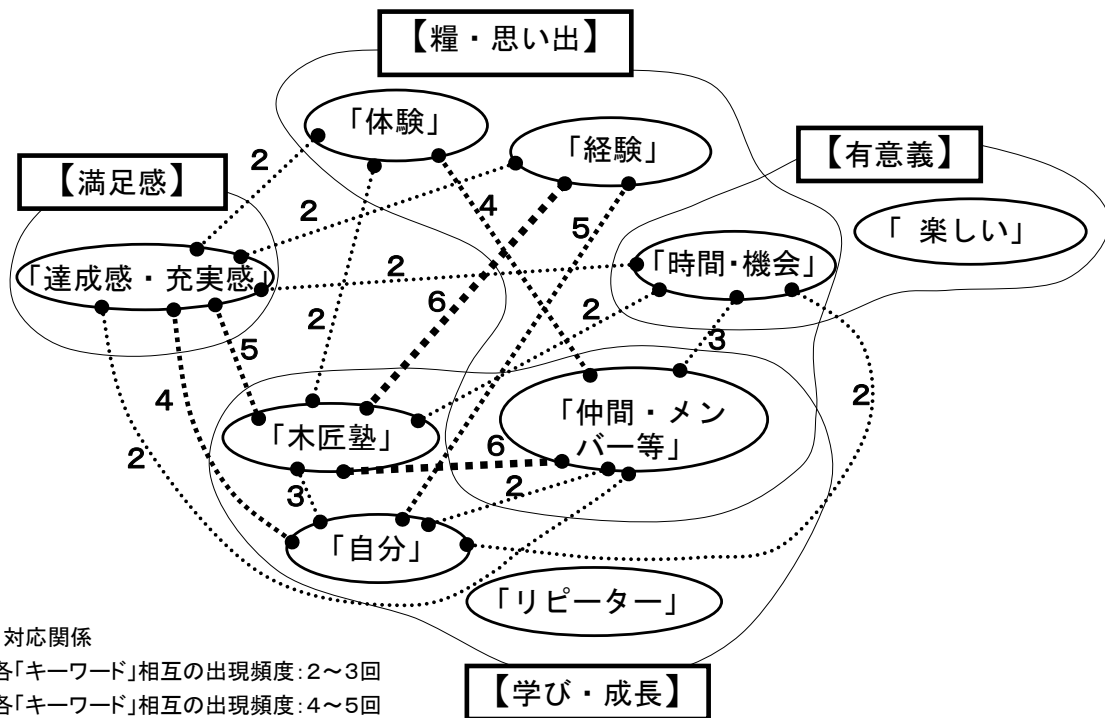 【糧・思い出】
「体験」
「経験」
【有意義】
【満足感】
2
2
4
5
「 楽しい」
「達成感・充実感」
2
「時間・機会」
6
2
2
3
5
4
2
「仲間・メン
バー等」
「木匠塾」
2
6
2
3
「自分」
「リピーター」
対応関係
各「キーワード」相互の出現頻度：2～3回
各「キーワード」相互の出現頻度：4～5回
【学び・成長】